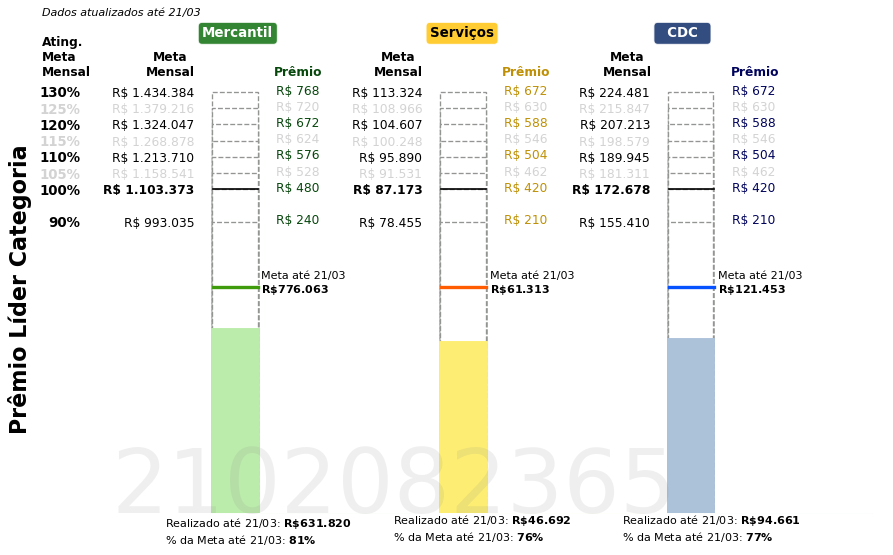 Dados atualizados até 21/03
Mercantil Serviços CDC
Ating.
Meta Meta Meta Meta
Mensal Mensal Prêmio Mensal Prêmio Mensal Prêmio
130% R$ 1.434.384 R$ 768 R$ 113.324 R$ 672 R$ 224.481 R$ 672
125% R$ 1.379.216 R$ 720 R$ 108.966 R$ 630 R$ 215.847 R$ 630
120% R$ 1.324.047 R$ 672 R$ 104.607 R$ 588 R$ 207.213 R$ 588
115% R$ 1.268.878 R$ 624 R$ 100.248 R$ 546 R$ 198.579 R$ 546
110% R$ 1.213.710 R$ 576 R$ 95.890 R$ 504 R$ 189.945 R$ 504
105% R$ 1.158.541 R$ 528 R$ 91.531 R$ 462 R$ 181.311 R$ 462
100% R$ 1.103.373 R$ 480 R$ 87.173 R$ 420 R$ 172.678 R$ 420
90% R$ 993.035 R$ 240 R$ 78.455 R$ 210 R$ 155.410 R$ 210
Prêmio Líder Categoria
Meta até 21/03 Meta até 21/03 Meta até 21/03
R$776.063 R$61.313 R$121.453
2102082365
Realizado até 21/03: R$631.820 Realizado até 21/03: R$46.692 Realizado até 21/03: R$94.661
% da Meta até 21/03: 81% % da Meta até 21/03: 76% % da Meta até 21/03: 77%